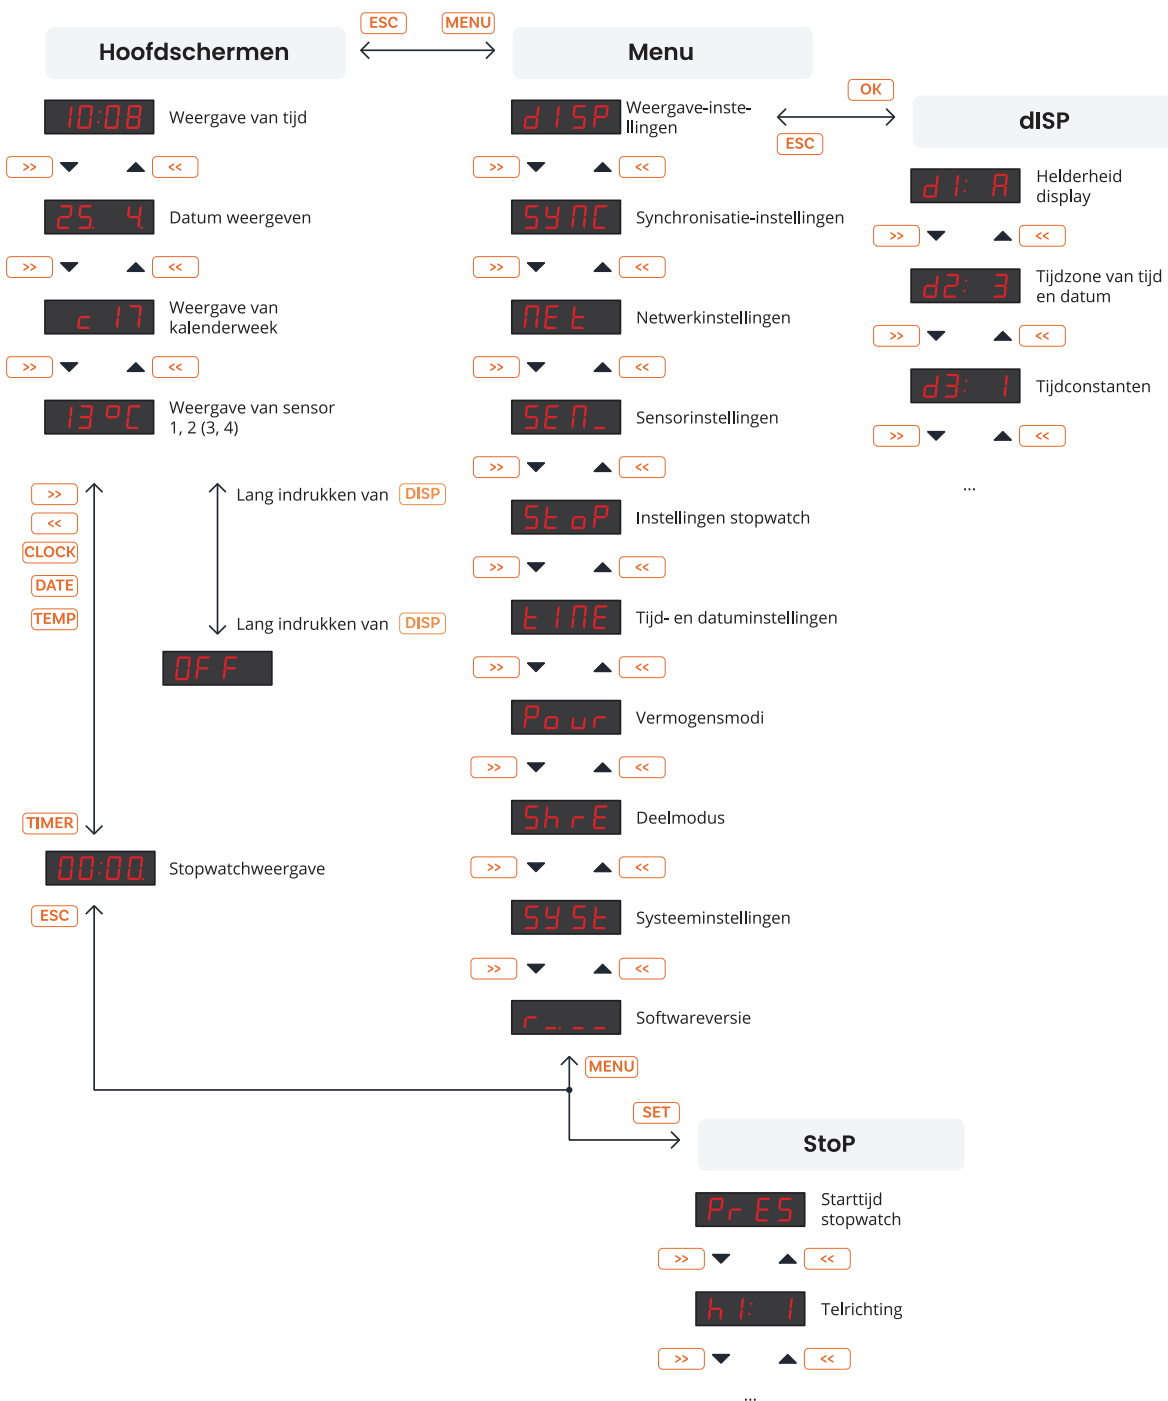 ESC MENU
Hoofdschermen
Menu
OK
ESC
dISP
10:08 Weergave van tijd
>> <<
25. 4. Datum weergeven
>> <<
c 17 Weergave van
kalenderweek
>> <<
13 °C Weergave van sensor
1, 2 (3, 4)
>>
<<
CLOCK
DATE
TEMP
Lang indrukken van DISP
Lang indrukken van DISP
OFF
TIMER
00:00. Stopwatchweergave
ESC
dISP Weergave-inste-
llingen
>> <<
SYNC Synchronisatie-instellingen
>> <<
NEt Netwerkinstellingen
>> <<
SEN_ Sensorinstellingen
>> <<
StoP Instellingen stopwatch
>> <<
tIME Tijd- en datuminstellingen
>> <<
Pour Vermogensmodi
>> <<
ShrE Deelmodus
>> <<
SYSt Systeeminstellingen
>> <<
r _._ _ Softwareversie
MENU
d1: A Helderheid
display
>> <<
d2: 3 Tijdzone van tijd
en datum
>> <<
d3: 1 Tijdconstanten
>> <<
...
SET
StoP
PrES Starttijd
stopwatch
>> <<
h1: 1 Telrichting
>> <<
...